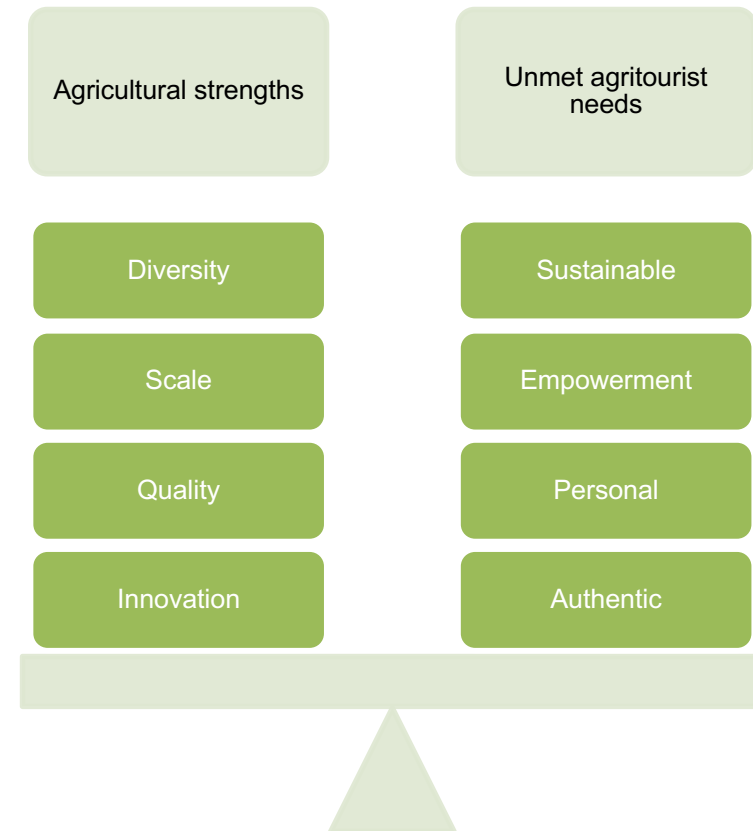 Agricultural strengths
Diversity
Scale
Quality
Innovation
Unmet agritourist
needs
Sustainable
Empowerment
Personal
Authentic